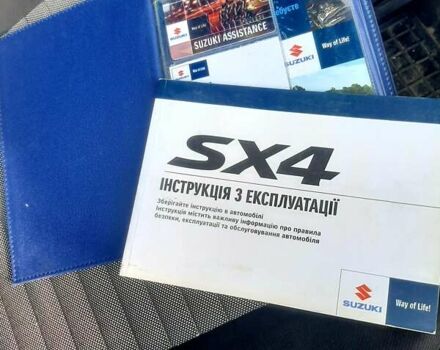 SUZUKI ASSISTANCE
SUZUKI
Way of Life!
SX4
ІНСТРУКЦІЯ З ЕКСПЛУАТАЦІЇ
Зберігайте інструкцію в автомобілі
Інструкція містить важливу інформацію про правила
безпеки, експлуатації та обслуговування автомобіля
SUZUKI
Way of Life!